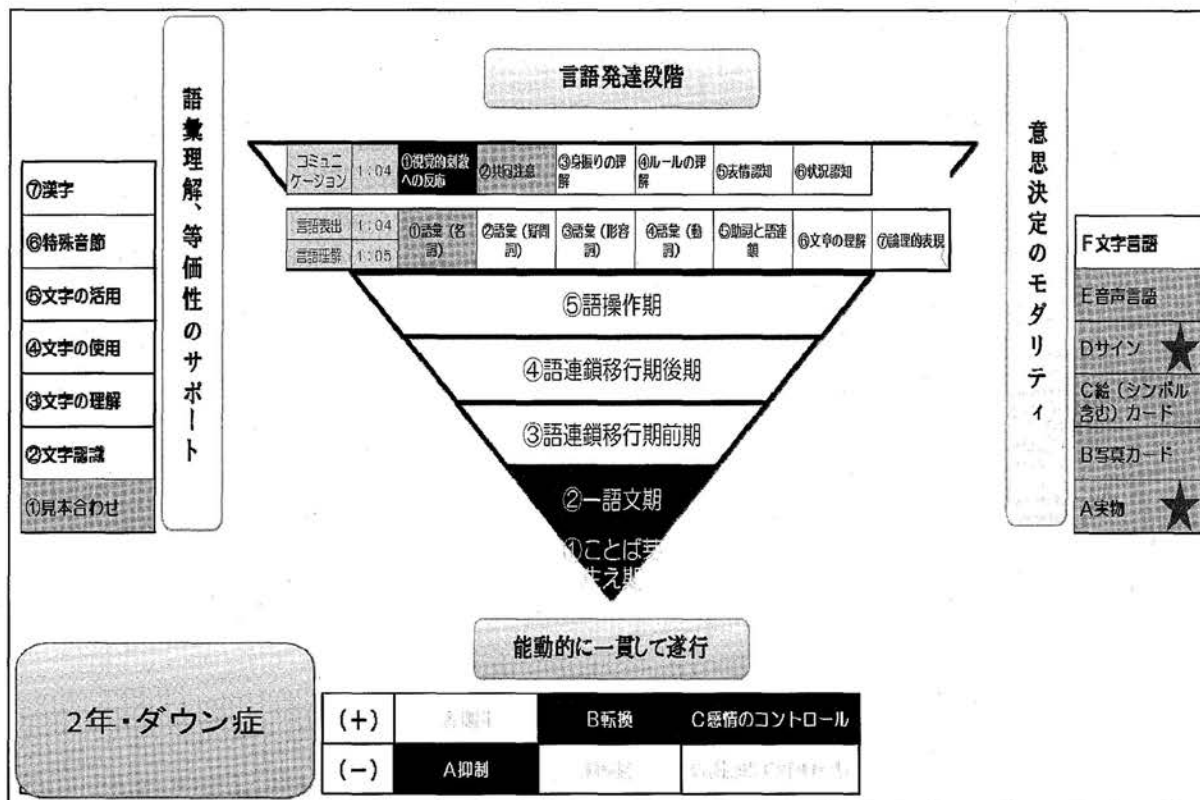 言語発達段階
語彙理解、等価性のサポート
⑦漢字
⑥特殊音節
⑤文字の活用
④文字の使用
③文字の理解
②文字認識
①見本合わせ
コミュニ
ケーション
1:04
①視覚的刺激
への反応
②共同注意
③身振りの理
解
④ルールの理
解
⑤表情認知
⑥状況認知
言語表出
1:04
言語理解
1:05
①語彙（名
詞）
②語彙（疑問
詞）
③語彙（形容
詞）
④語彙（動
詞）
⑤助詞と語連
鎖
⑥文章の理解
⑦論理的表現
⑤語操作期
④語連鎖移行期後期
③語連鎖移行期前期
②一語文期
①ことば芽
生え期
意思決定のモダリティ
F文字言語
E音声言語
Dサイン
C絵（シンボル
含む）カード
B写真カード
A実物
能動的に一貫して遂行
2年・ダウン症
(+)
B転換
C感情のコントロール
(−)
A抑制